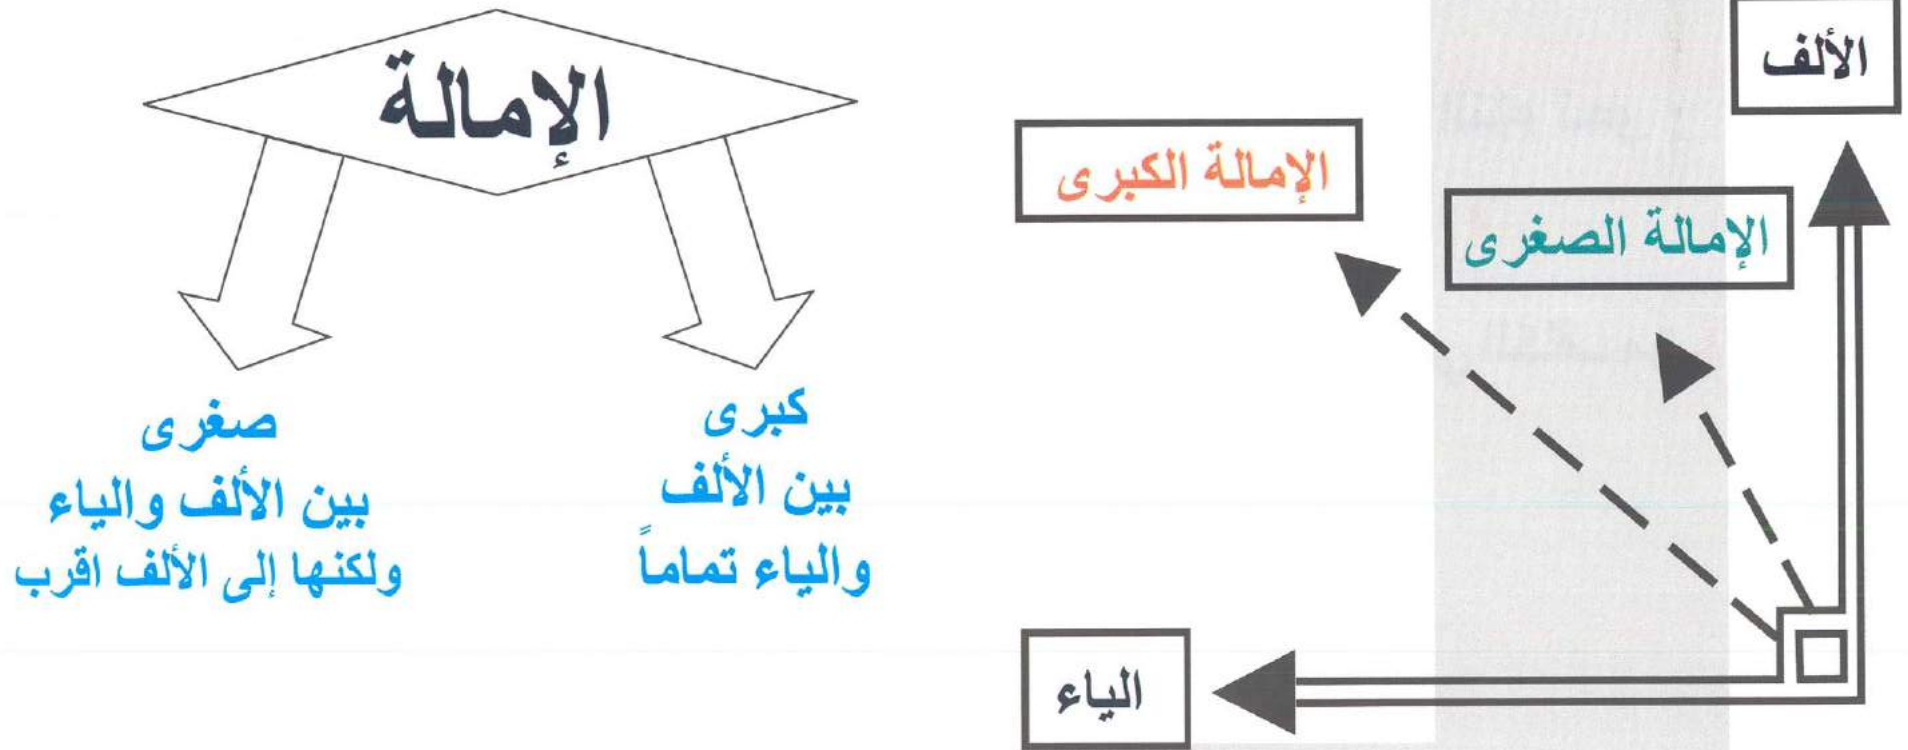 الألف
الإمالة الكبرى
الإمالة الصغرى
الياء
الإمالة
كبرى
بين الألف
والياء تماماً
صغرى
بين الألف والياء
ولكنها إلى الألف اقرب